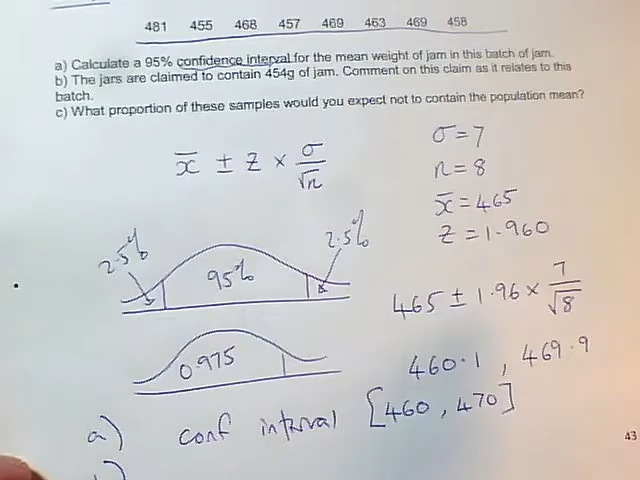 481 455 468 457 469 463 469 458
a) Calculate a 95% confidence interval for the mean weight of jam in this batch of jam.
b) The jars are claimed to contain 454g of jam. Comment on this claim as it relates to this
batch.
c) What proportion of these samples would you expect not to contain the population mean?
x̄ ± z × σ/√n
σ=7
n=8
x̄=465
z=1.960
2.5%
95%
2.5%
465 ± 1.96 × 7/√8
0.975
460.1 , 469.9
a) conf interval [460, 470]
43